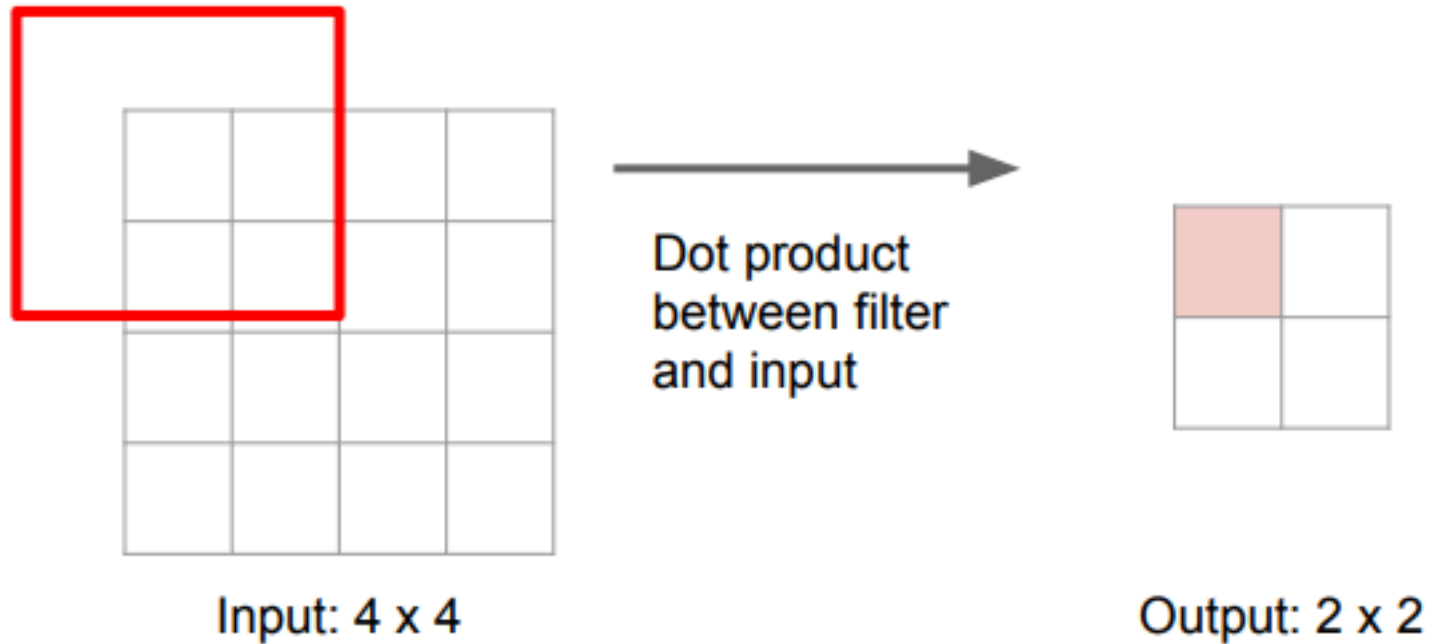 Dot product
between filter
and input
Input: 4 x 4
Output: 2 x 2